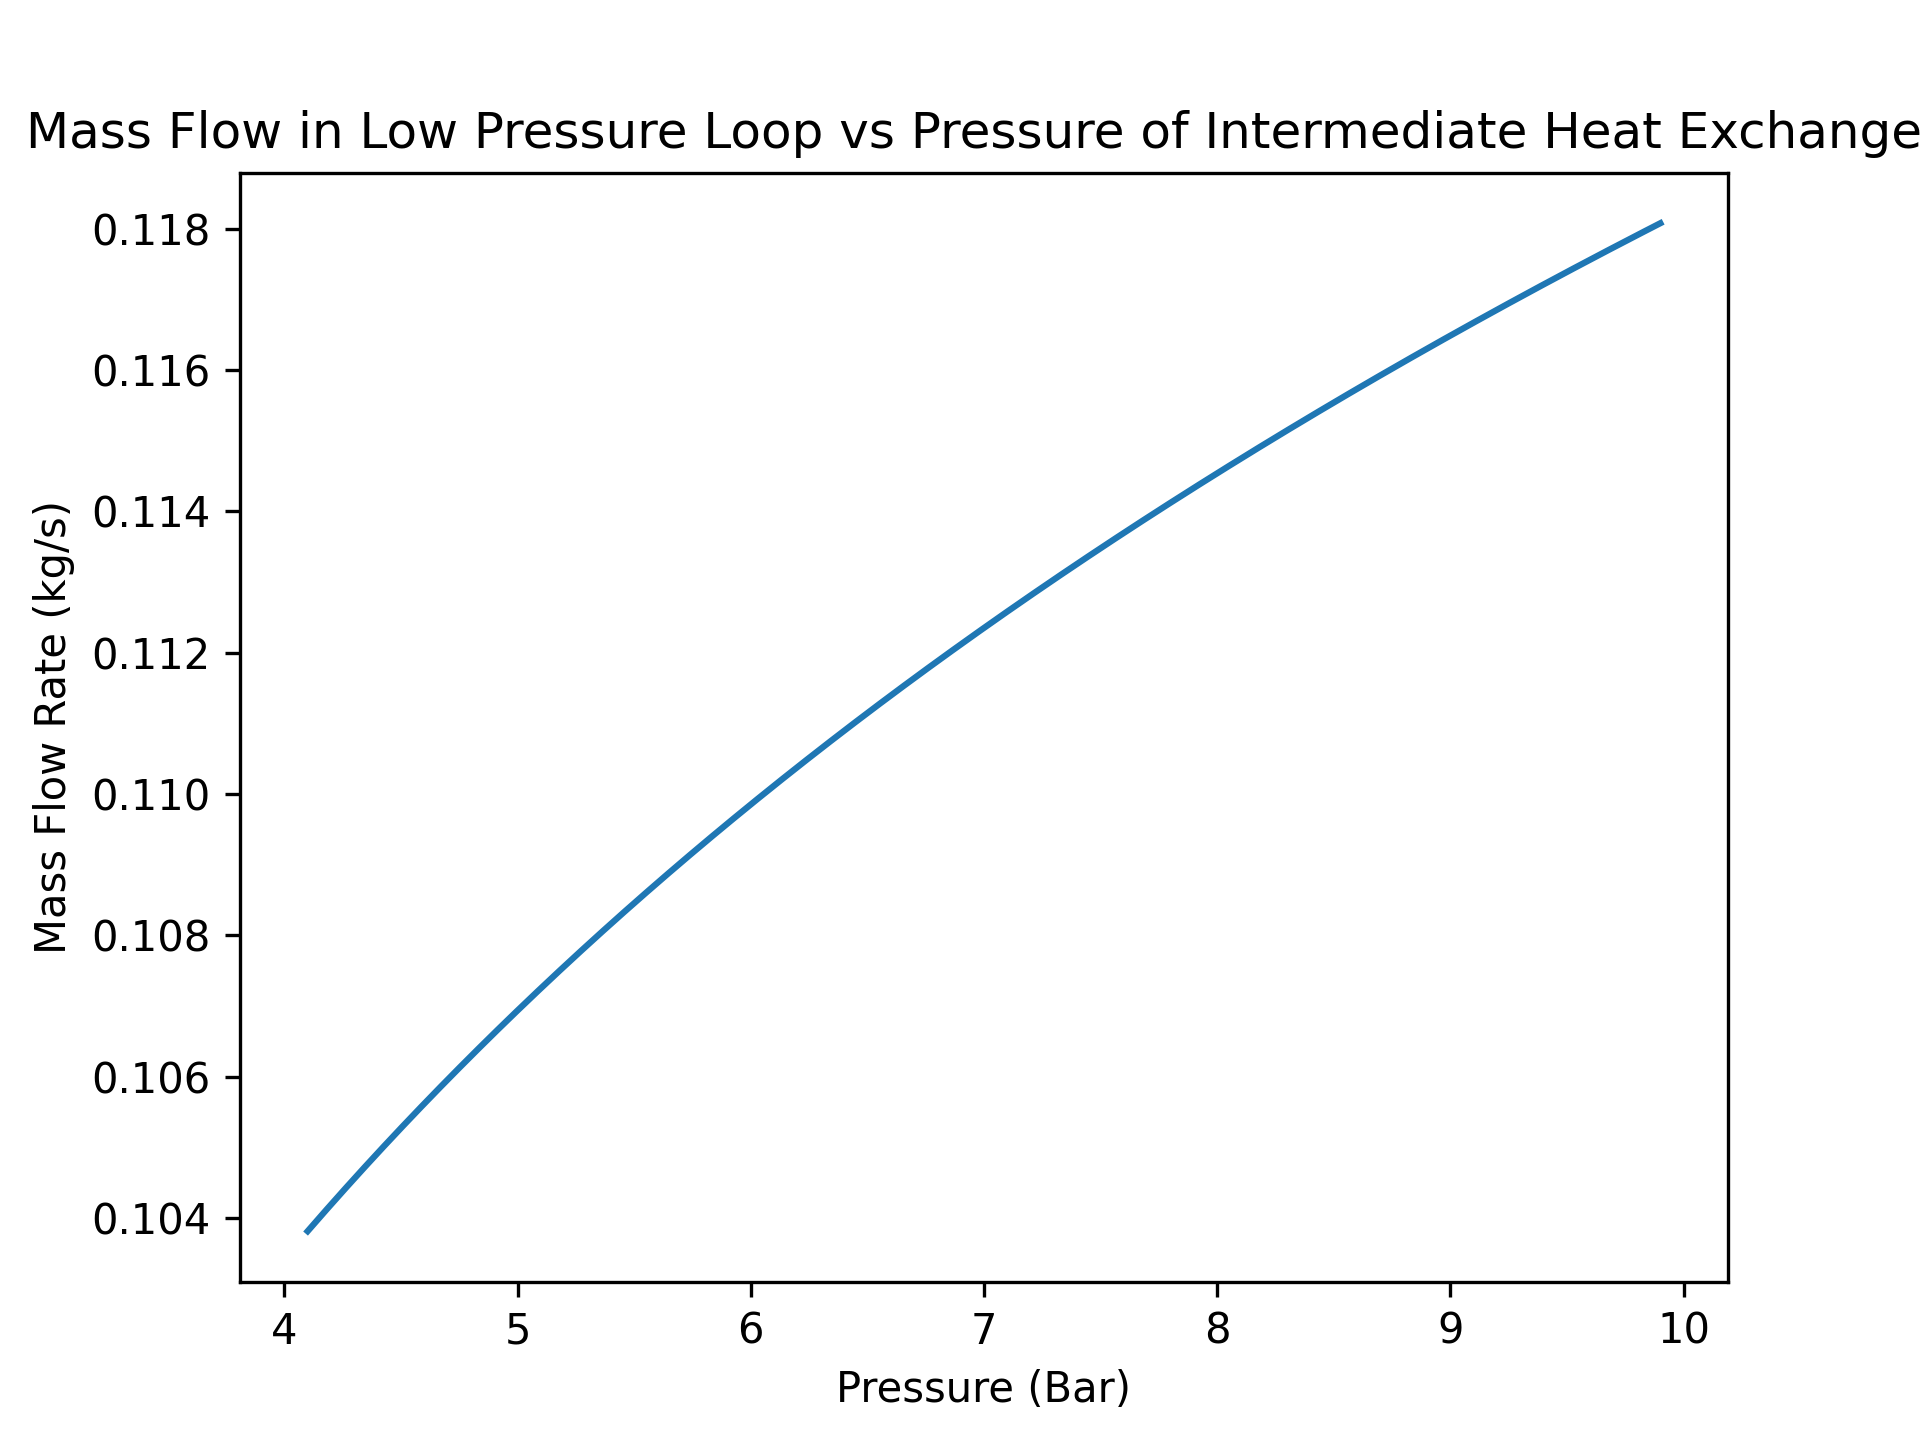 Mass Flow in Low Pressure Loop vs Pressure of Intermediate Heat Exchange
0.118
0.116
0.114
0.112
0.110
0.108
0.106
0.104
Mass Flow Rate (kg/s)
4 5 6 7 8 9 10
Pressure (Bar)